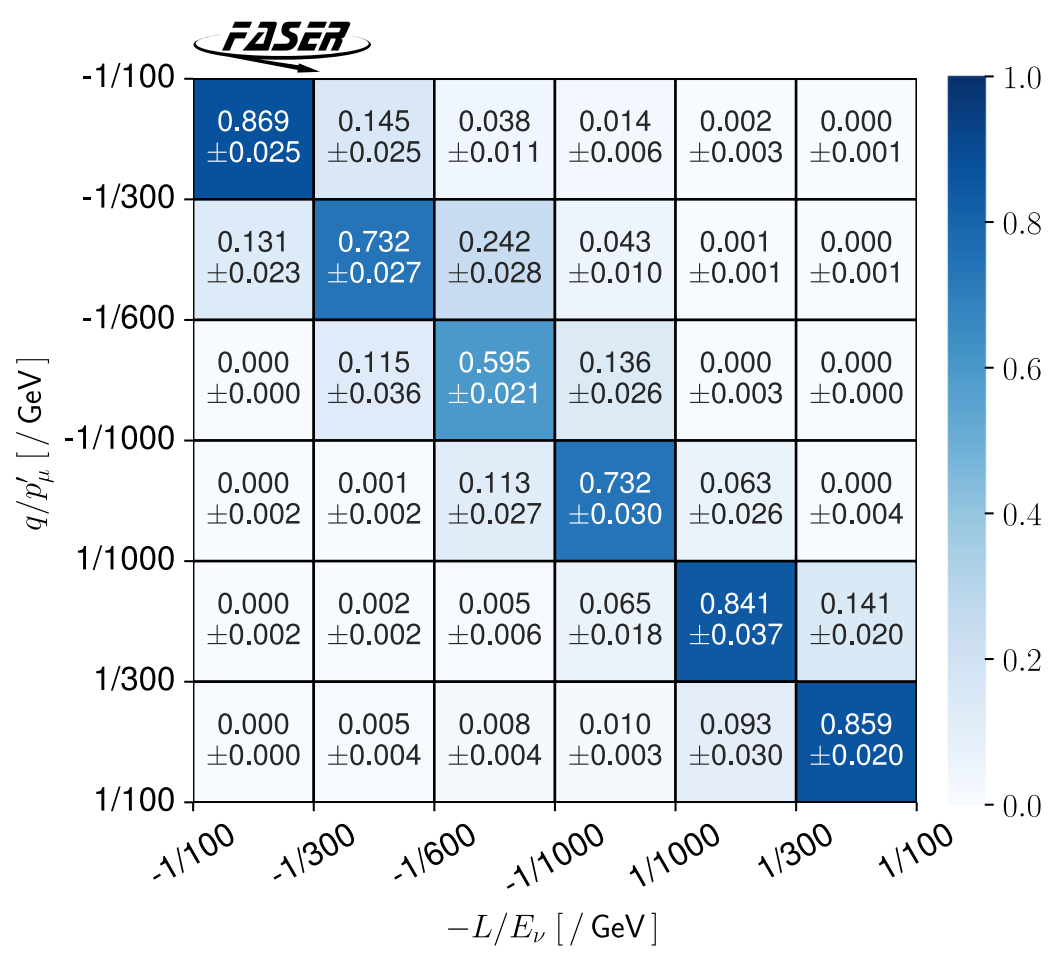 FASER
-1/100
0.869 0.145 0.038 0.014 0.002 0.000
±0.025 ±0.025 ±0.011 ±0.006 ±0.003 ±0.001
-1/300
0.131 0.732 0.242 0.043 0.001 0.000
±0.023 ±0.027 ±0.028 ±0.010 ±0.001 ±0.001
-1/600
0.000 0.115 0.595 0.136 0.000 0.000
±0.000 ±0.036 ±0.021 ±0.026 ±0.003 ±0.000
-1/1000
0.000 0.001 0.113 0.732 0.063 0.000
±0.002 ±0.002 ±0.027 ±0.030 ±0.026 ±0.004
1/1000
0.000 0.002 0.005 0.065 0.841 0.141
±0.002 ±0.002 ±0.006 ±0.018 ±0.037 ±0.020
1/300
0.000 0.005 0.008 0.010 0.093 0.859
±0.000 ±0.004 ±0.004 ±0.003 ±0.030 ±0.020
1/100
q/p′μ [ / GeV ]
-1/100 -1/300 -1/600 -1/1000 1/1000 1/300 1/100
−L/Eν [ / GeV ]
1.0
0.8
0.6
0.4
0.2
0.0